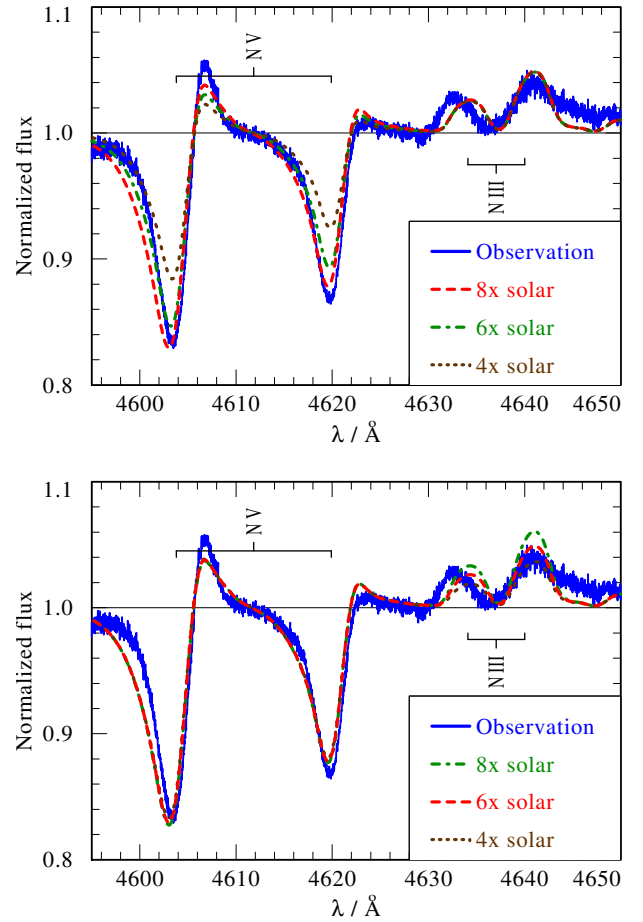 1.1
N V
1.0
N III
0.9
0.8
Normalized flux
Observation
8x solar
6x solar
4x solar
4600 4610 4620 4630 4640 4650
λ / Å
1.1
N V
1.0
N III
0.9
0.8
Normalized flux
Observation
8x solar
6x solar
4x solar
4600 4610 4620 4630 4640 4650
λ / Å